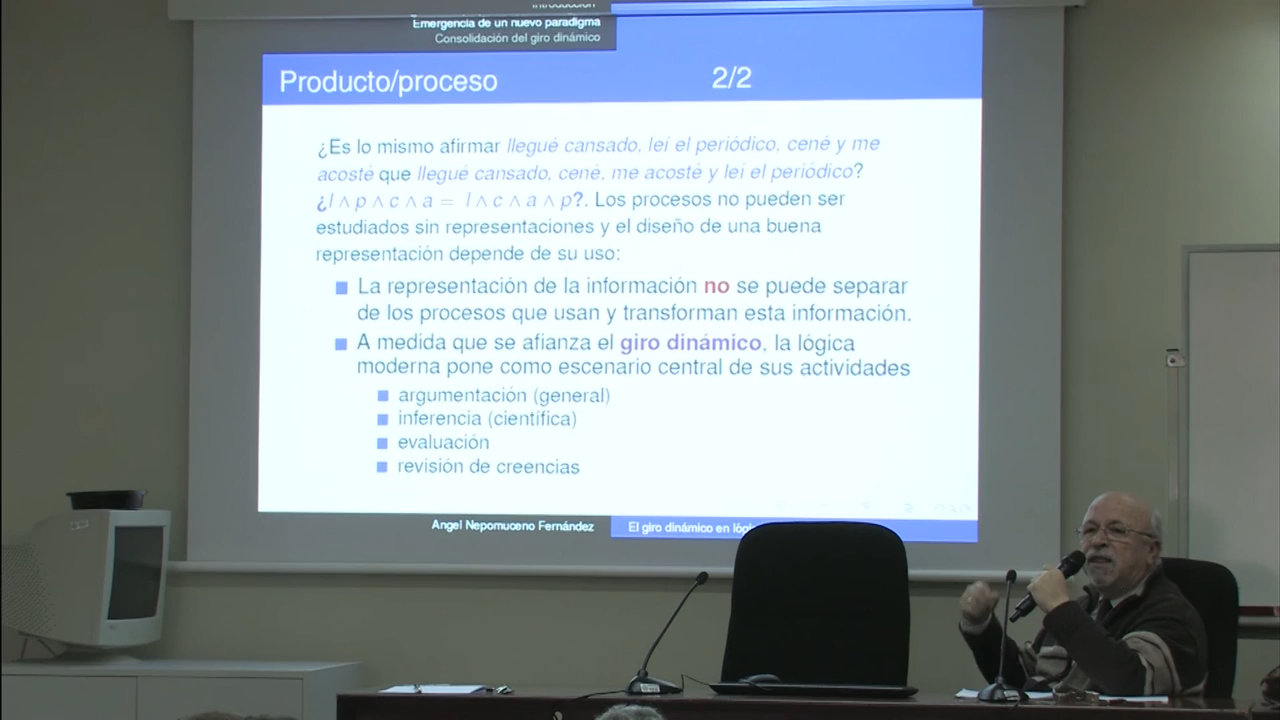 Introducción
Emergencia de un nuevo paradigma
Consolidación del giro dinámico
Producto/proceso 2/2
¿Es lo mismo afirmar llegué cansado, leí el periódico, cené y me
acosté que llegué cansado, cené, me acosté y leí el periódico?
¿l ∧ p ∧ c ∧ a = l ∧ c ∧ a ∧ p?. Los procesos no pueden ser
estudiados sin representaciones y el diseño de una buena
representación depende de su uso:
La representación de la información no se puede separar
de los procesos que usan y transforman esta información.
A medida que se afianza el giro dinámico, la lógica
moderna pone como escenario central de sus actividades
argumentación (general)
inferencia (científica)
evaluación
revisión de creencias
Angel Nepomuceno Fernández El giro dinámico en